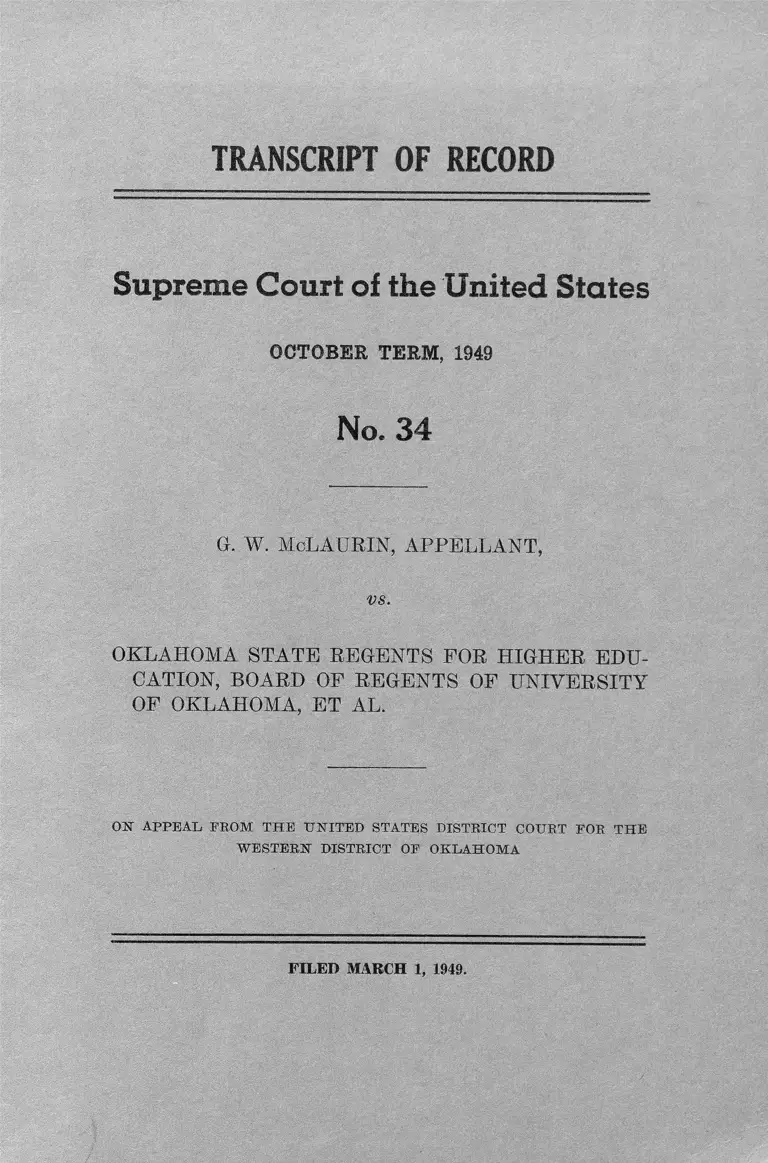 TRANSCRIPT OF RECORD
Supreme Court of the United States
OCTOBER TERM, 1949
No. 34
G. W. McLAURIN, APPELLANT,
vs.
OKLAHOMA STATE REGENTS FOR HIGHER EDU-
CATION, BOARD OF REGENTS OF UNIVERSITY
OF OKLAHOMA, ET AL.
ON APPEAL FROM THE UNITED STATES DISTRICT COURT FOR THE
WESTERN DISTRICT OF OKLAHOMA
FILED MARCH 1, 1949.